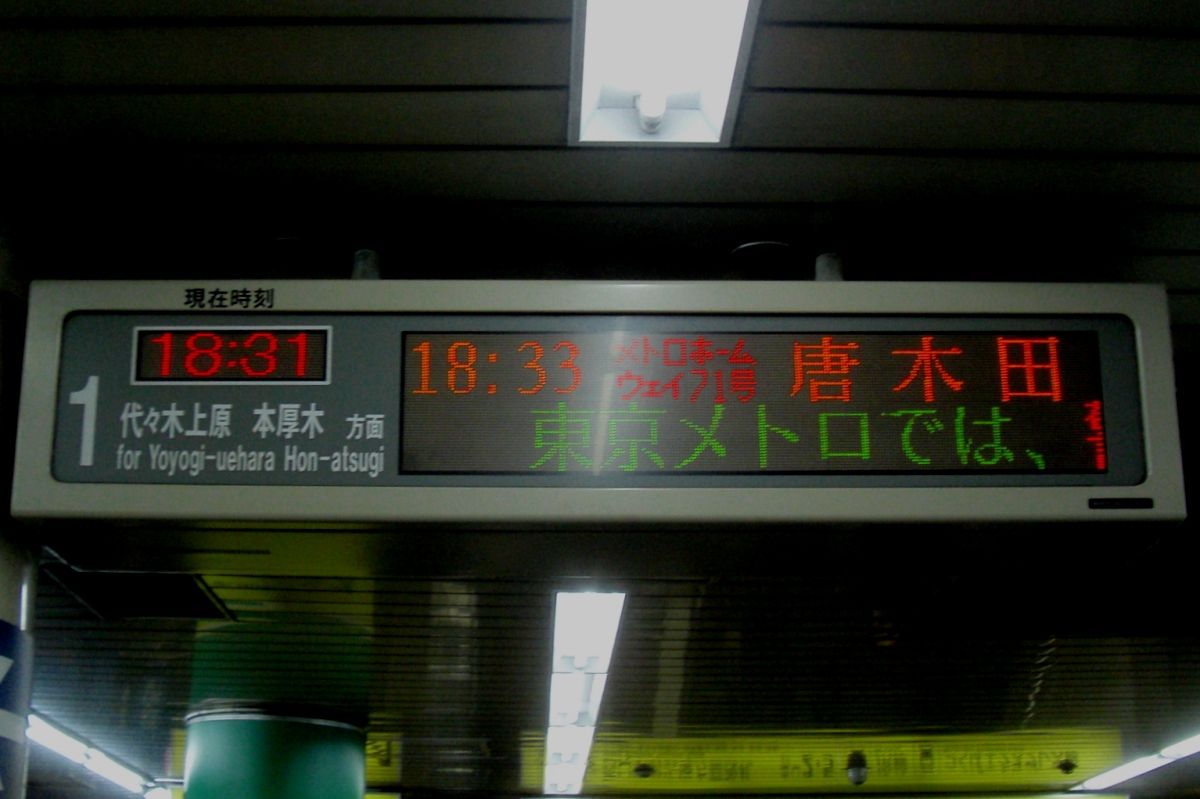 現在時刻
18:31
1
代々木上原 本厚木 方面
for Yoyogi-uehara Hon-atsugi
18:33 メトロホーム 唐木田
ウェイ71号
東京メトロでは、